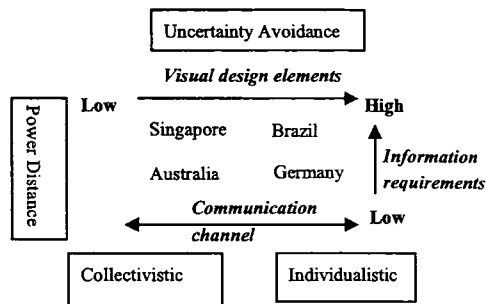 Uncertainty Avoidance
Visual design elements
Low
High
Power Distance
Singapore Brazil
Australia Germany
Information
requirements
Communication
channel
Low
Collectivistic
Individualistic